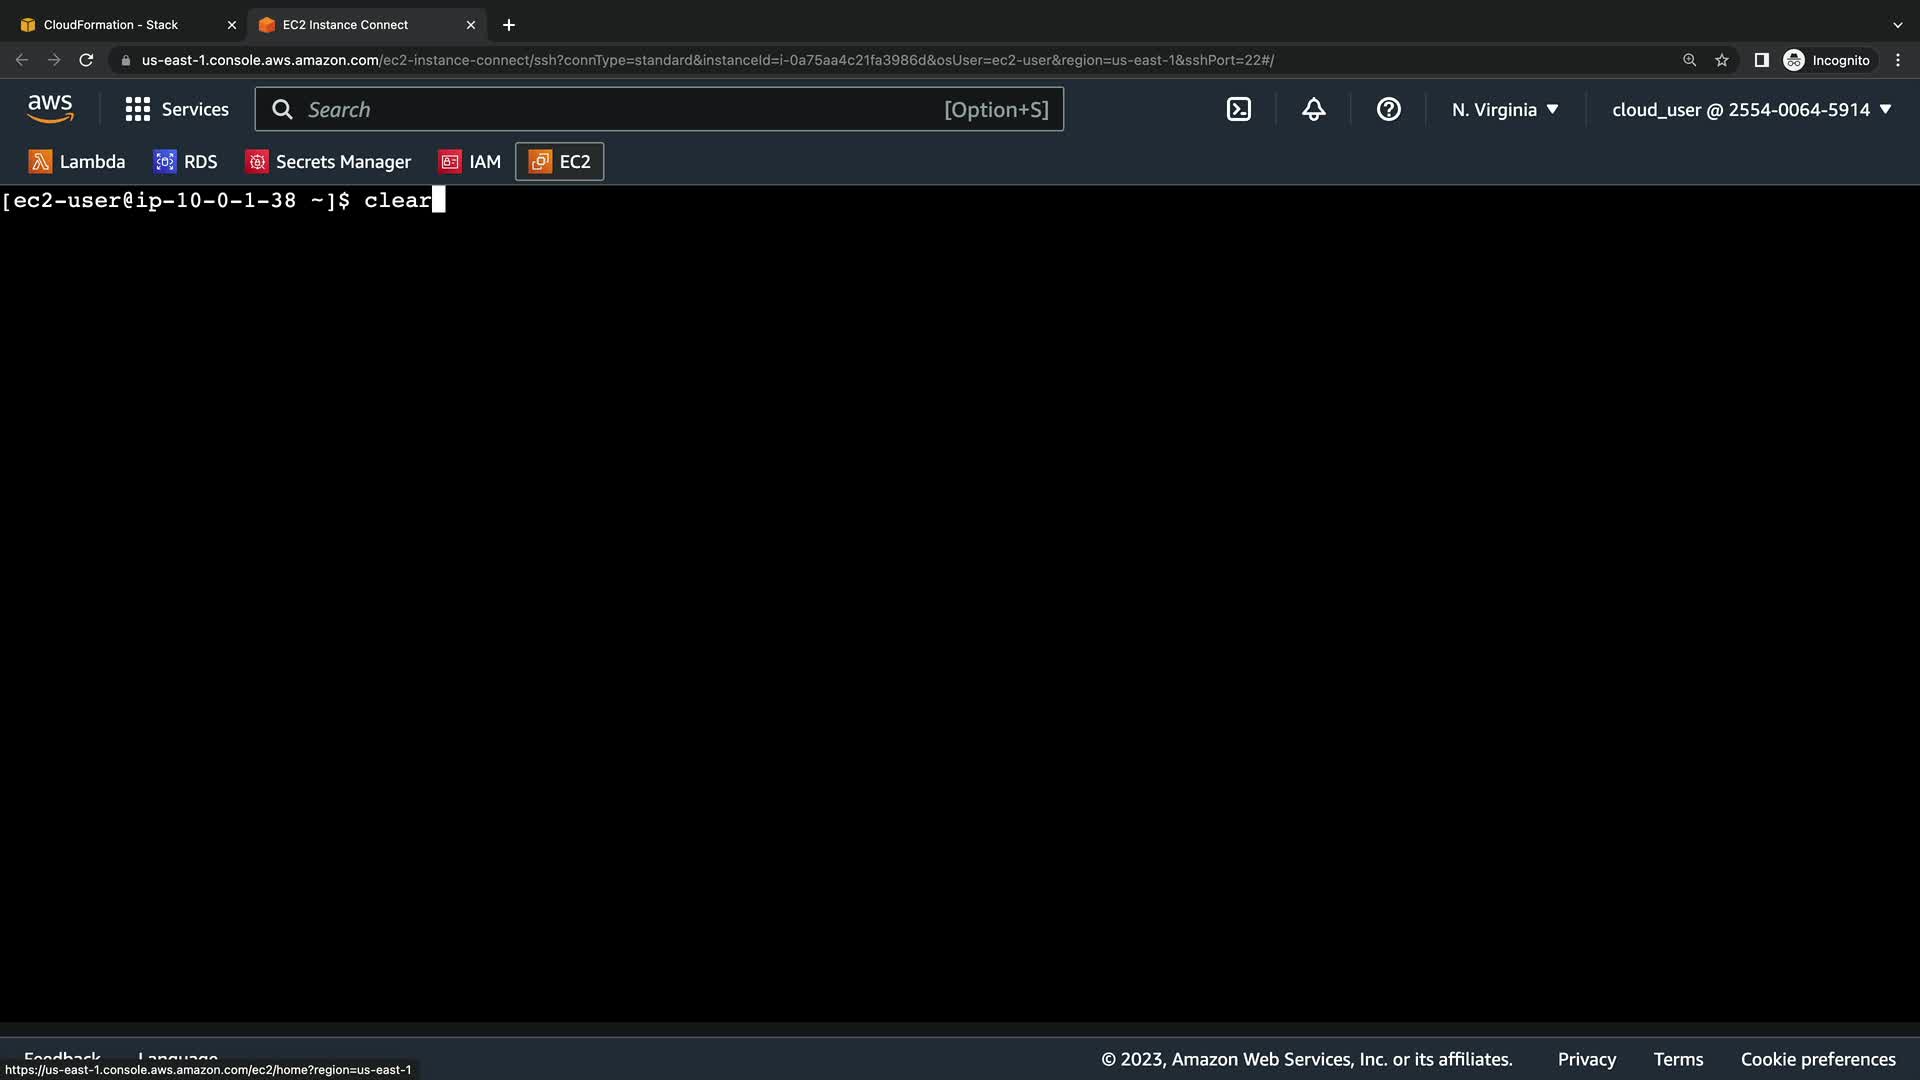 CloudFormation - Stack
EC2 Instance Connect
us-east-1.console.aws.amazon.com/ec2-instance-connect/ssh?connType=standard&instanceId=i-0a75aa4c21fa3986d&osUser=ec2-user&region=us-east-1&sshPort=22#/
Incognito
aws
Services
Search
[Option+S]
N. Virginia
cloud_user @ 2554-0064-5914
Lambda
RDS
Secrets Manager
IAM
EC2
[ec2-user@ip-10-0-1-38 ~]$ clear
Feedback
Language
© 2023, Amazon Web Services, Inc. or its affiliates.
Privacy
Terms
Cookie preferences
https://us-east-1.console.aws.amazon.com/ec2/home?region=us-east-1